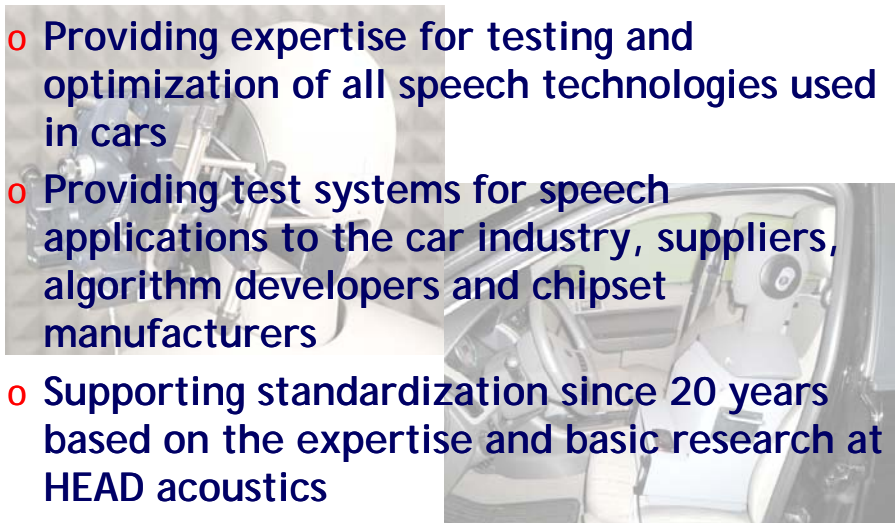 o Providing expertise for testing and
optimization of all speech technologies used
in cars
o Providing test systems for speech
applications to the car industry, suppliers,
algorithm developers and chipset
manufacturers
o Supporting standardization since 20 years
based on the expertise and basic research at
HEAD acoustics